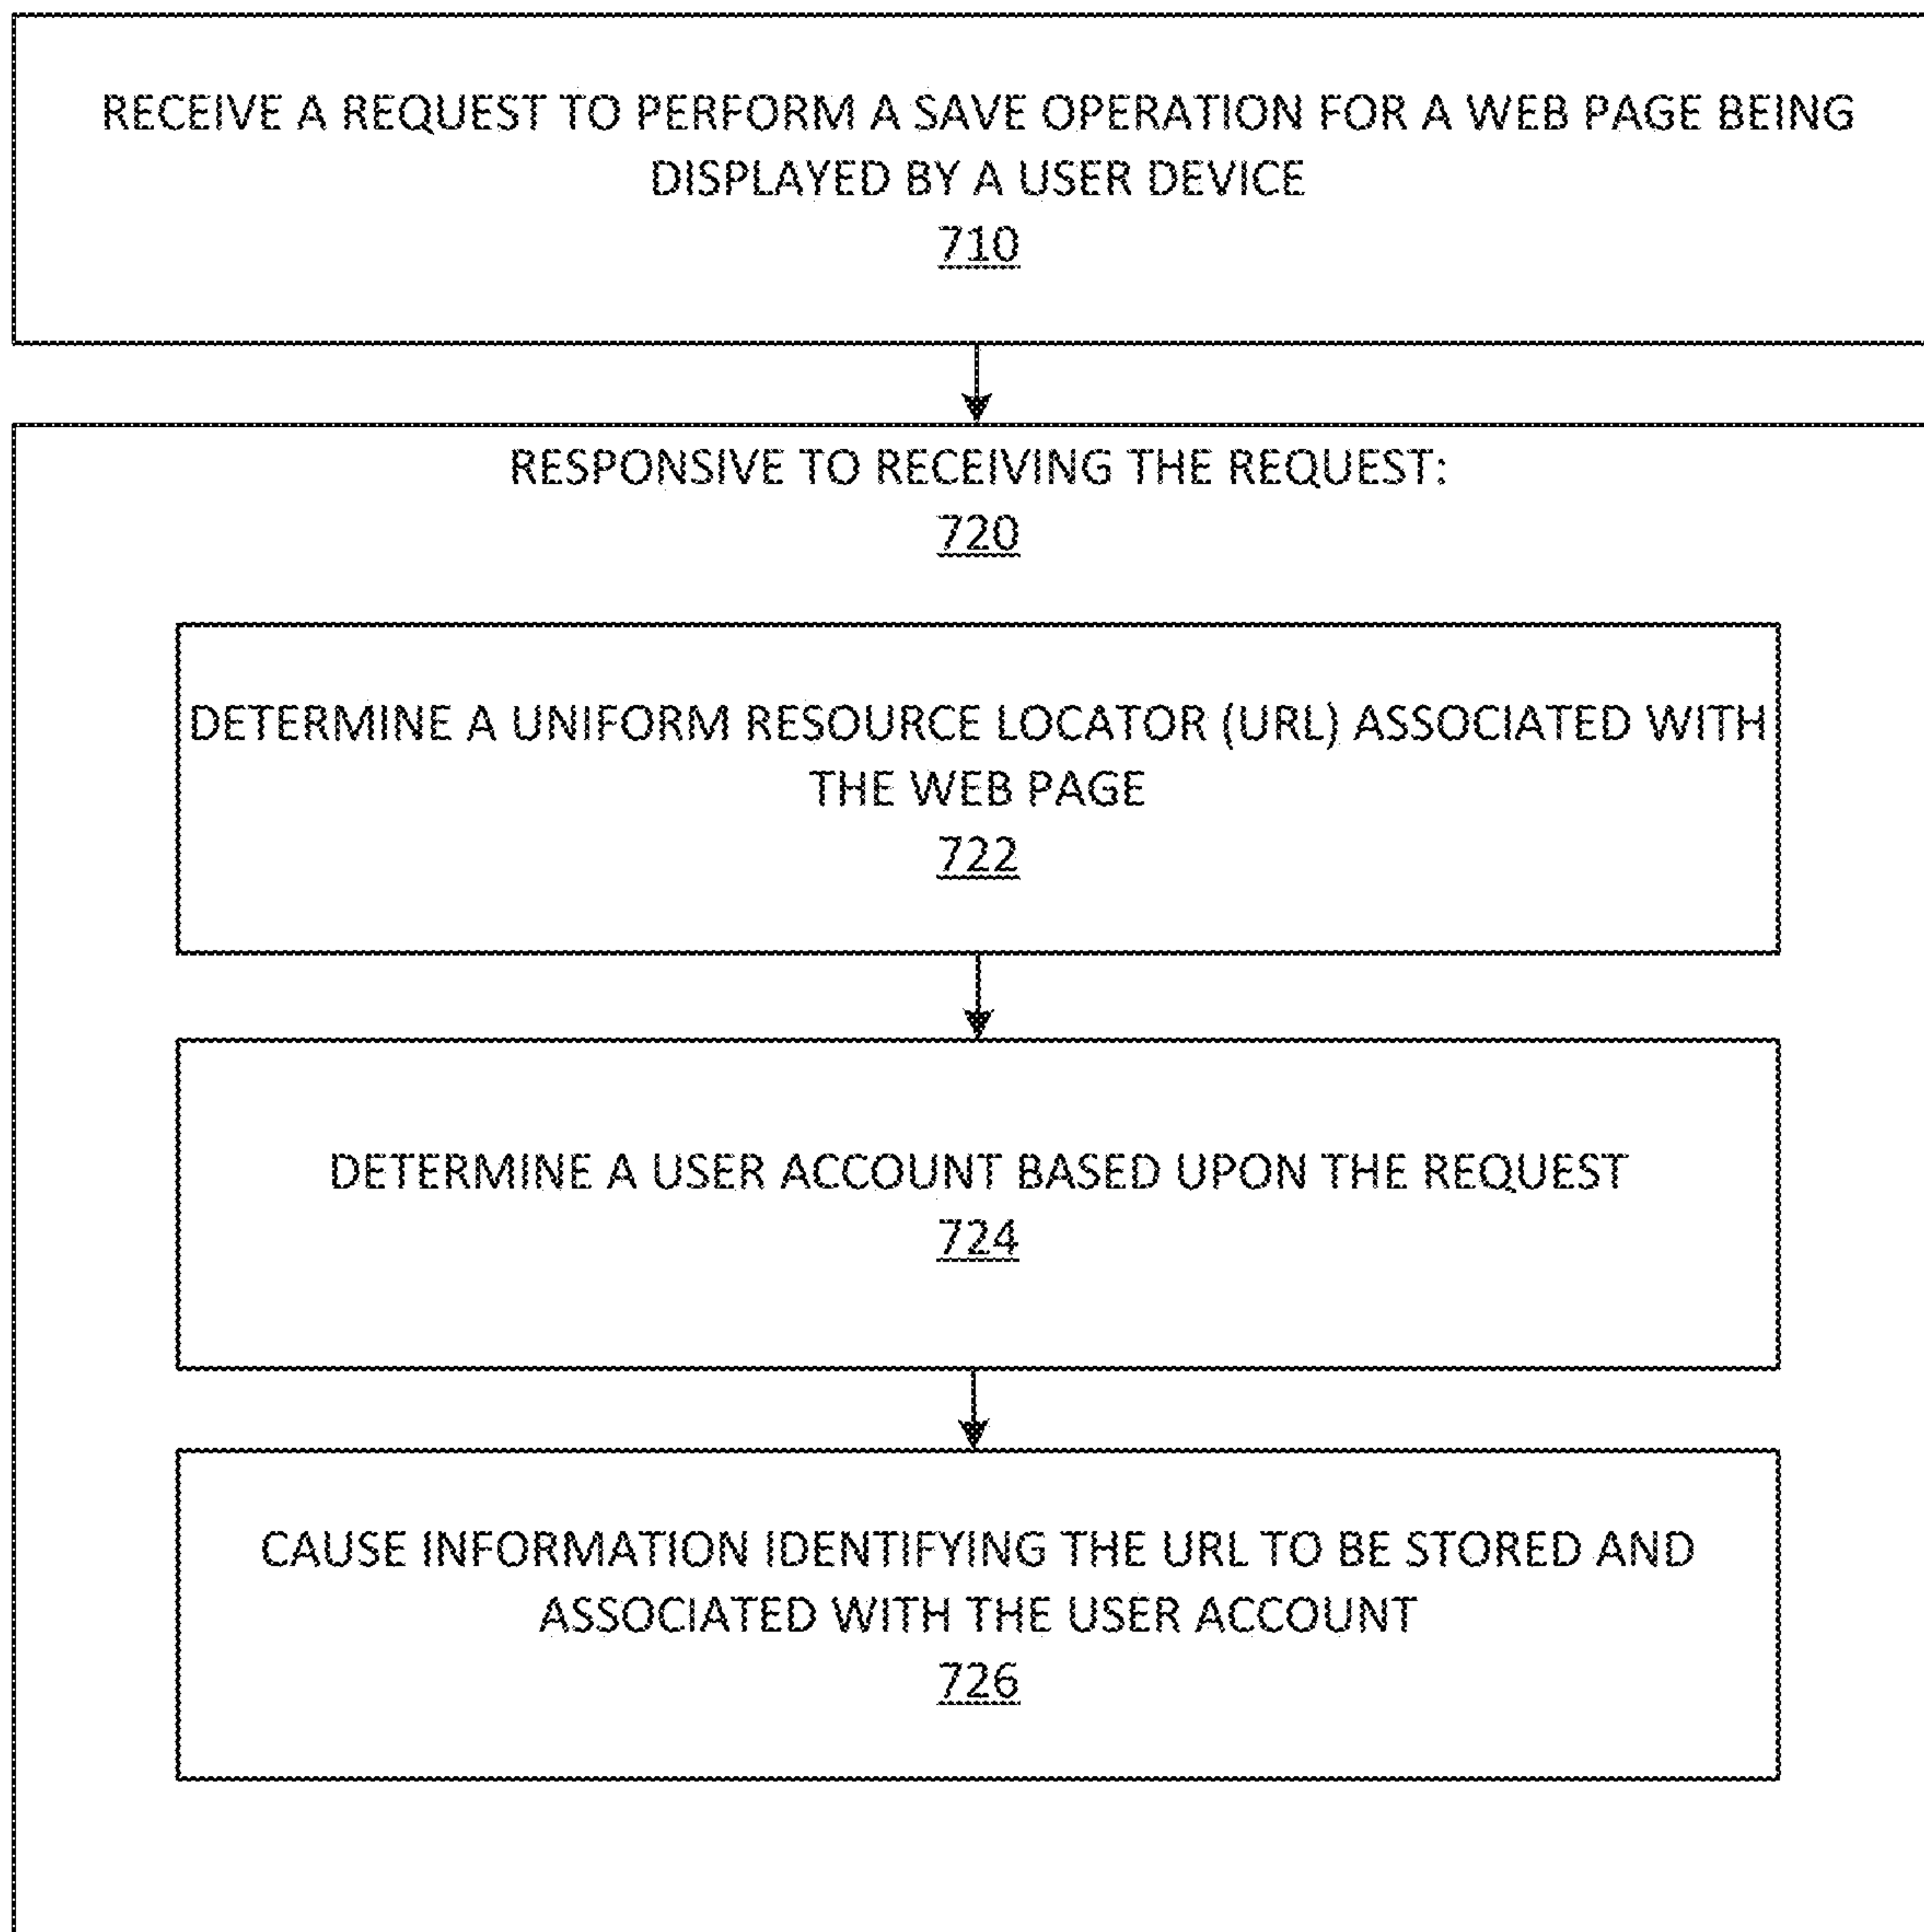 RECEIVE A REQUEST TO PERFORM A SAVE OPERATION FOR A WEB PAGE BEING
DISPLAYED BY A USER DEVICE
710
RESPONSIVE TO RECEIVING THE REQUEST:
720
DETERMINE A UNIFORM RESOURCE LOCATOR (URL) ASSOCIATED WITH
THE WEB PAGE
722
DETERMINE A USER ACCOUNT BASED UPON THE REQUEST
724
CAUSE INFORMATION IDENTIFYING THE URL TO BE STORED AND
ASSOCIATED WITH THE USER ACCOUNT
726